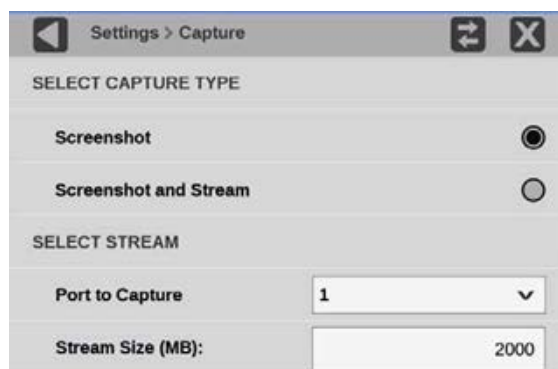 Settings > Capture
SELECT CAPTURE TYPE
Screenshot
Screenshot and Stream
SELECT STREAM
Port to Capture 1
Stream Size (MB): 2000